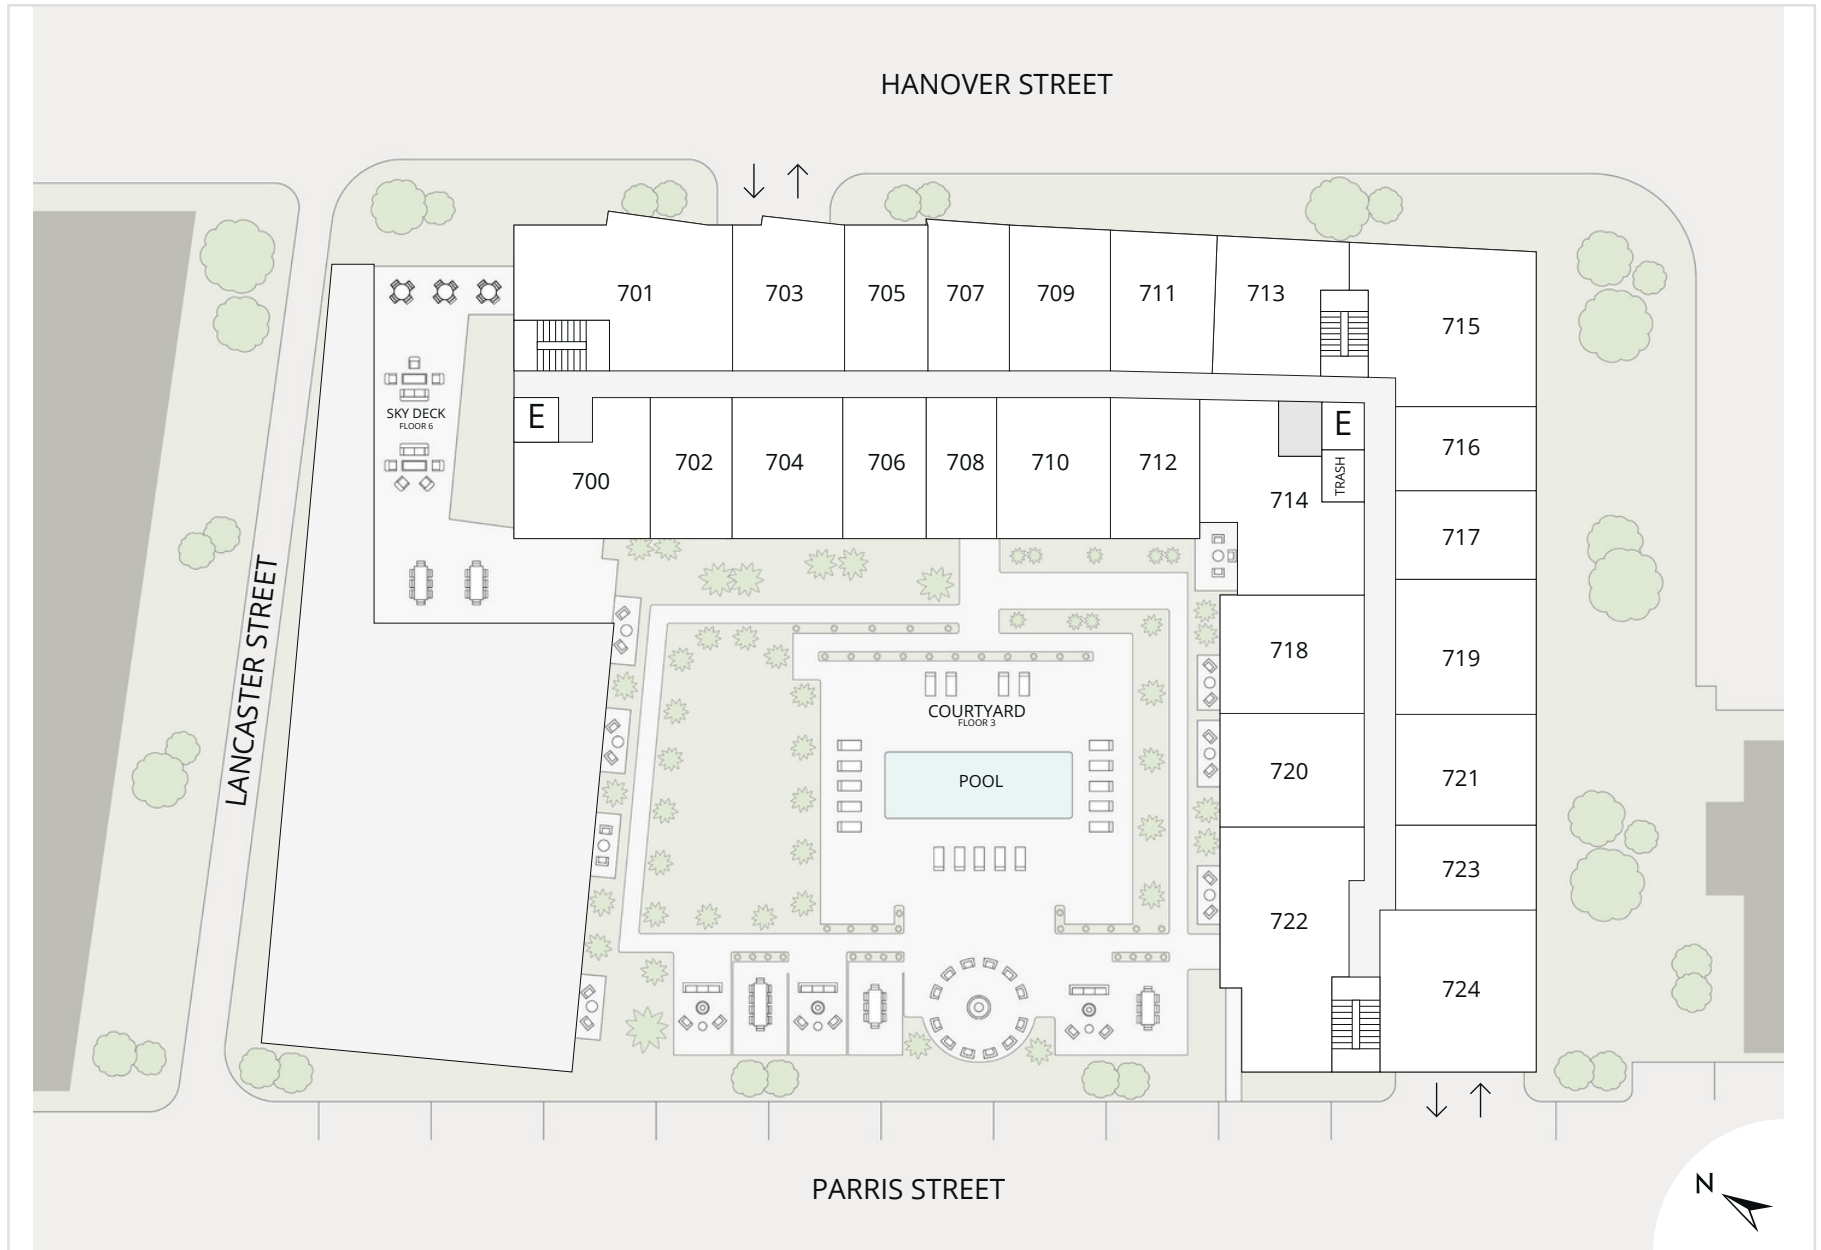 HANOVER STREET
701
703
705
707
709
711
713
715
SKY DECK
FLOOR 6
E
E
700
702
704
706
708
710
712
714
TRASH
716
717
718
719
LANCASTER STREET
COURTYARD
FLOOR 3
POOL
720
721
722
723
724
PARRIS STREET
N